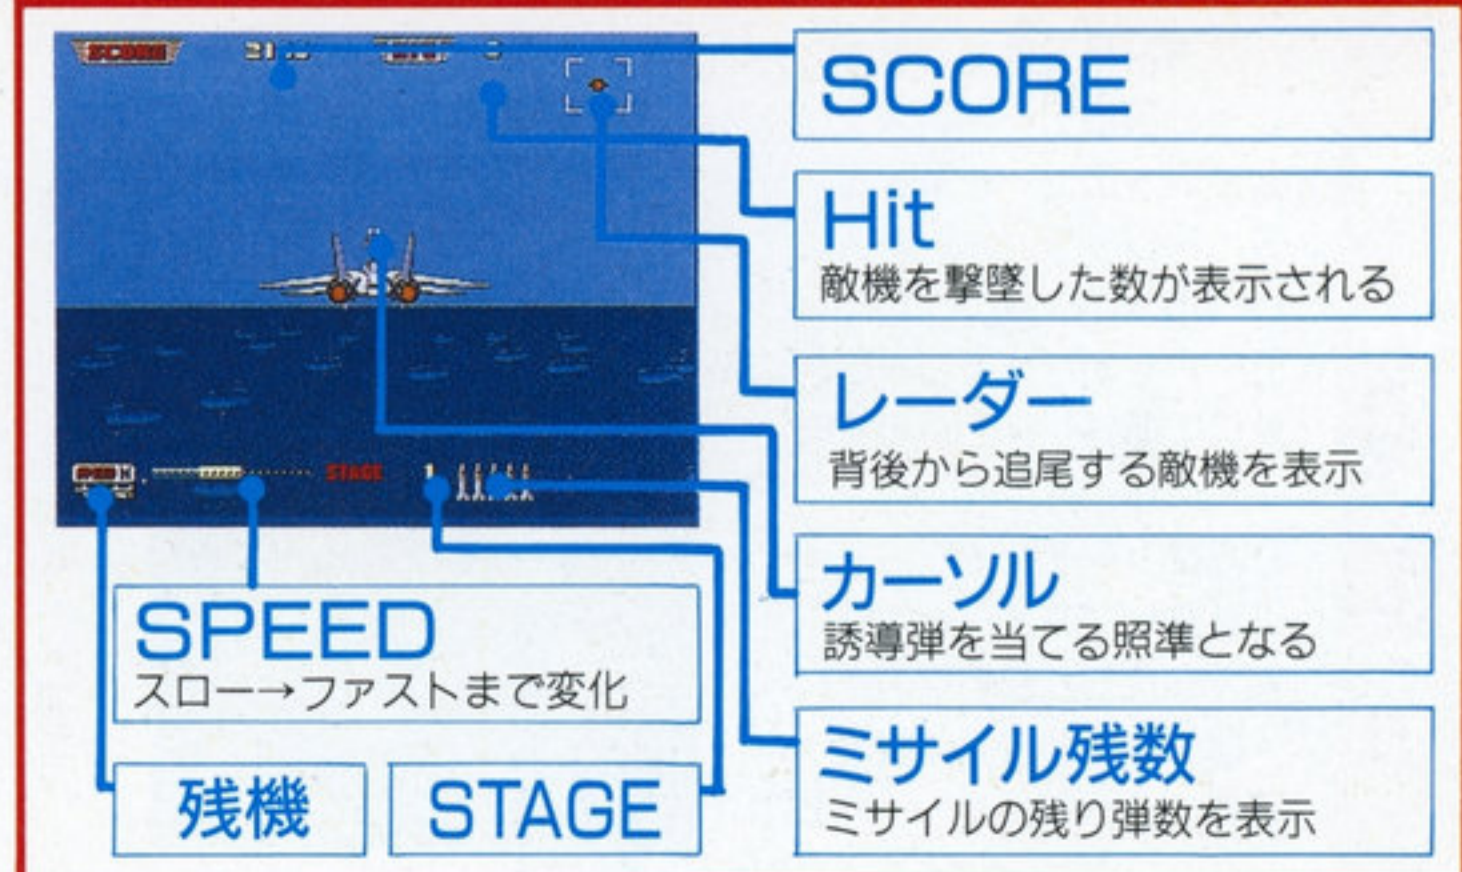 SCORE
SCORE
Hit
敵機を撃墜した数が表示される
レーダー
背後から追尾する敵機を表示
カーソル
誘導弾を当てる照準となる
STAGE
1
SPEED
スロー→ファストまで変化
ミサイル残数
ミサイルの残り弾数を表示
残機
STAGE